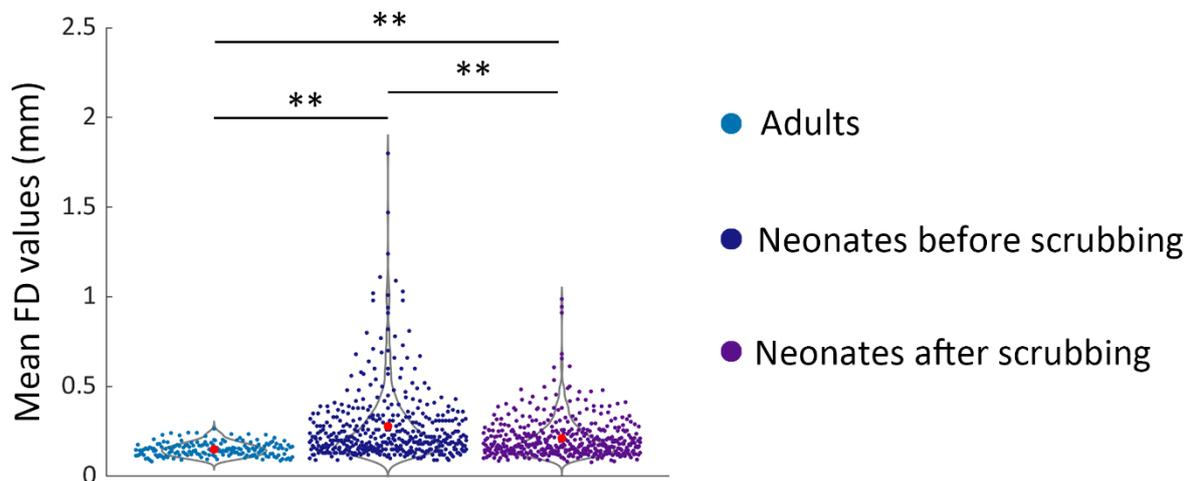 Mean FD values (mm)
2.5
2
1.5
1
0.5
0
**
**
**
Adults
Neonates before scrubbing
Neonates after scrubbing